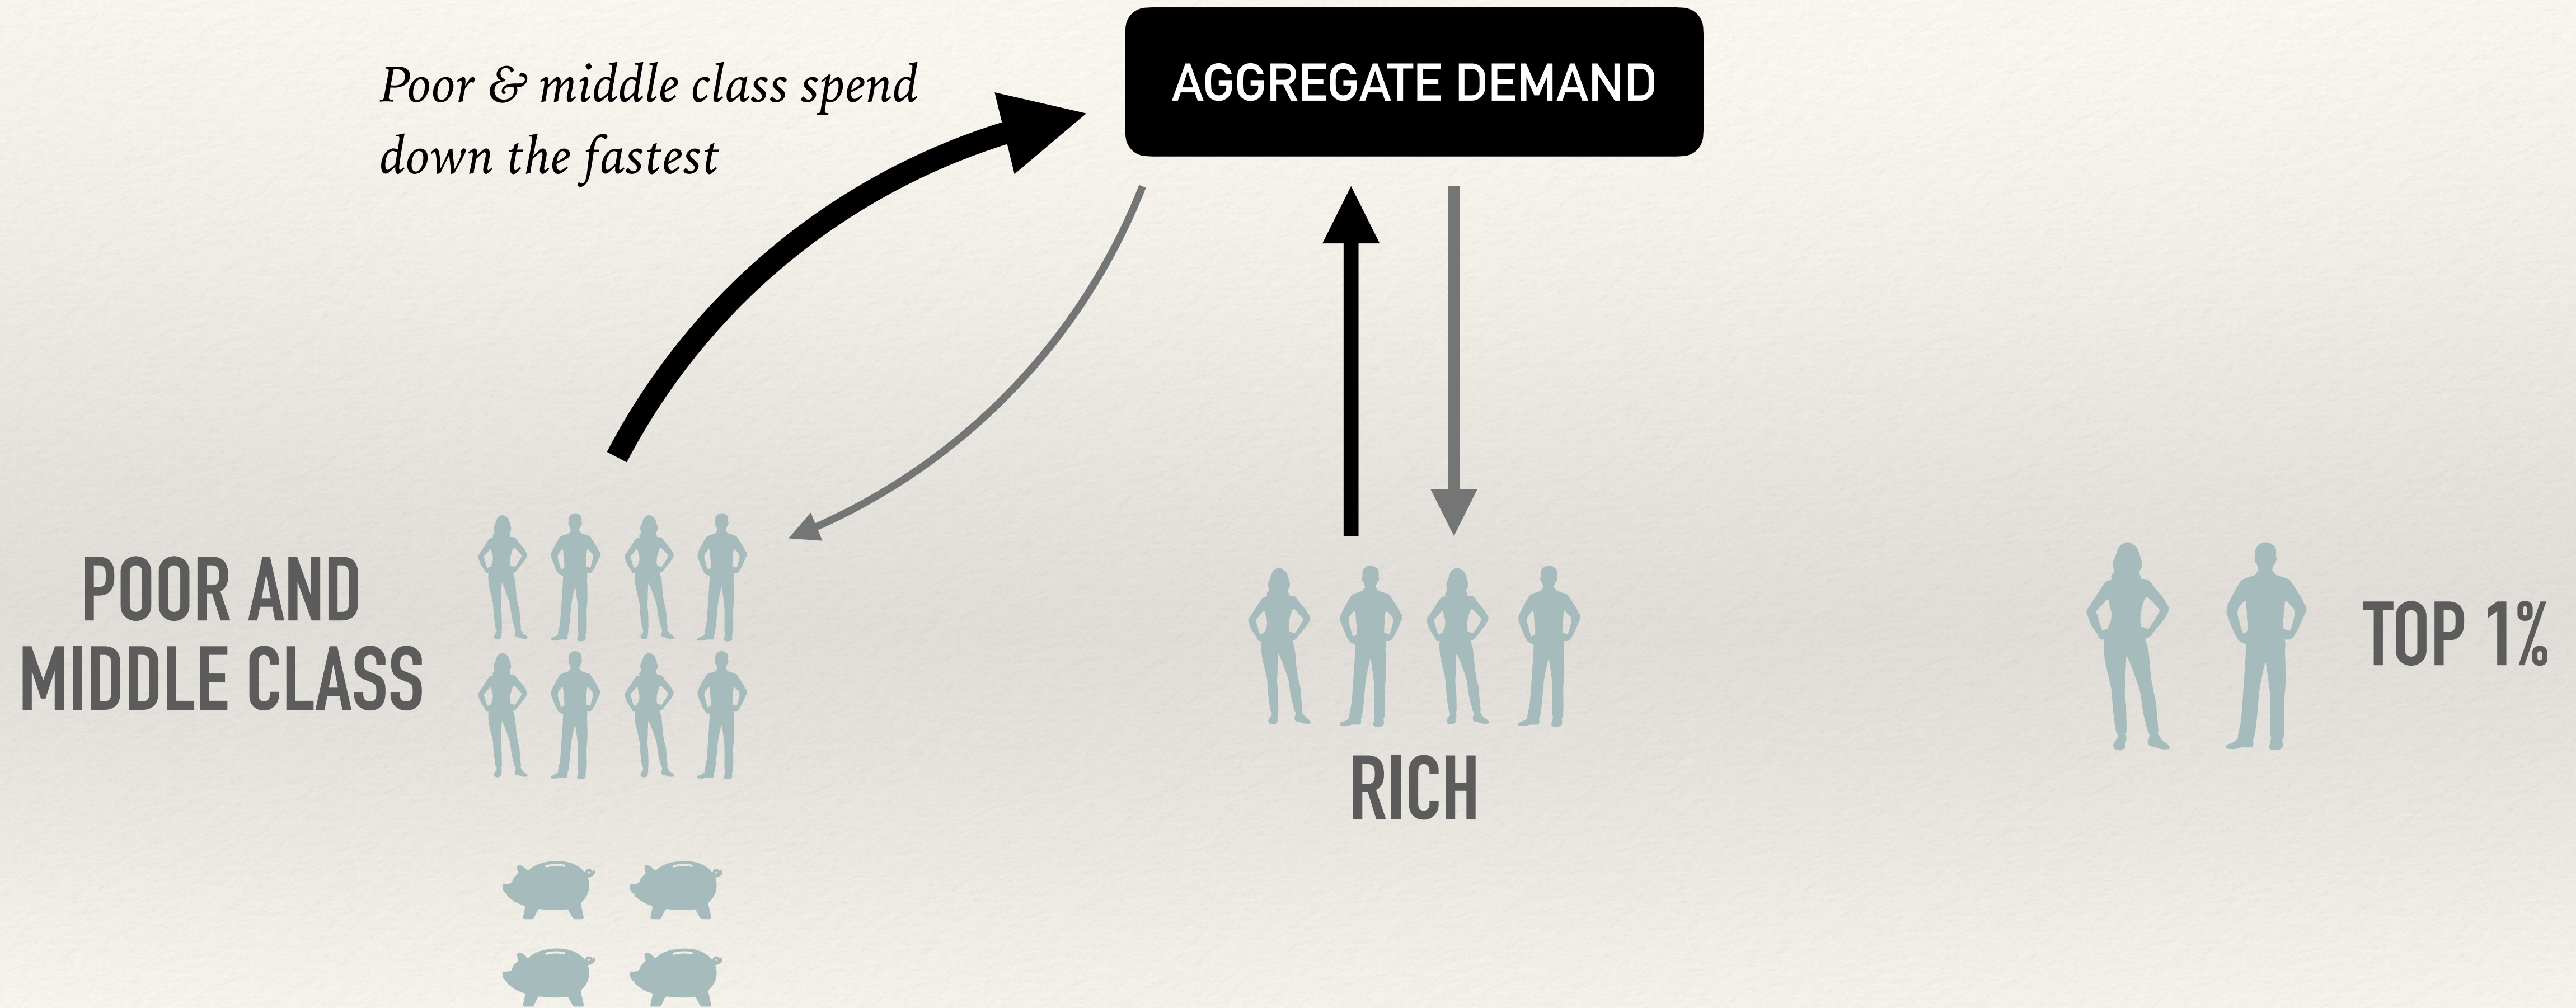 Poor & middle class spend
down the fastest
AGGREGATE DEMAND
POOR AND
MIDDLE CLASS
RICH
TOP 1%